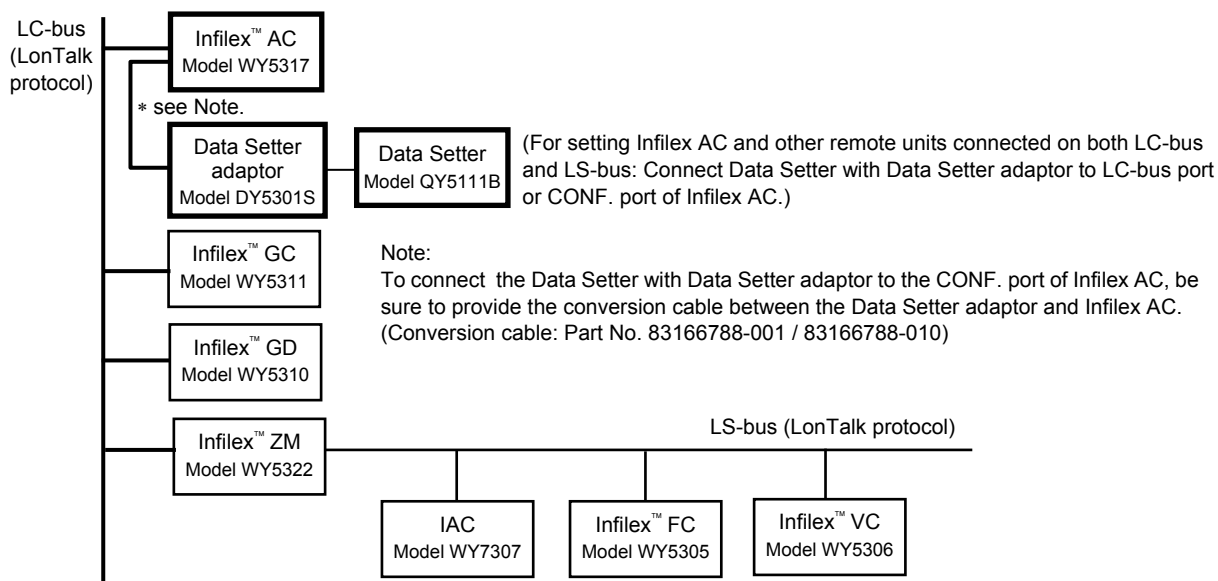 LC-bus
(LonTalk
protocol)
Infilex™ AC
Model WY5317
* see Note.
Data Setter
adaptor
Model DY5301S
Data Setter
Model QY5111B
(For setting Infilex AC and other remote units connected on both LC-bus
and LS-bus: Connect Data Setter with Data Setter adaptor to LC-bus port
or CONF. port of Infilex AC.)
Infilex™ GC
Model WY5311
Note:
To connect the Data Setter with Data Setter adaptor to the CONF. port of Infilex AC, be
sure to provide the conversion cable between the Data Setter adaptor and Infilex AC.
(Conversion cable: Part No. 83166788-001 / 83166788-010)
Infilex™ GD
Model WY5310
Infilex™ ZM
Model WY5322
LS-bus (LonTalk protocol)
IAC
Model WY7307
Infilex™ FC
Model WY5305
Infilex™ VC
Model WY5306